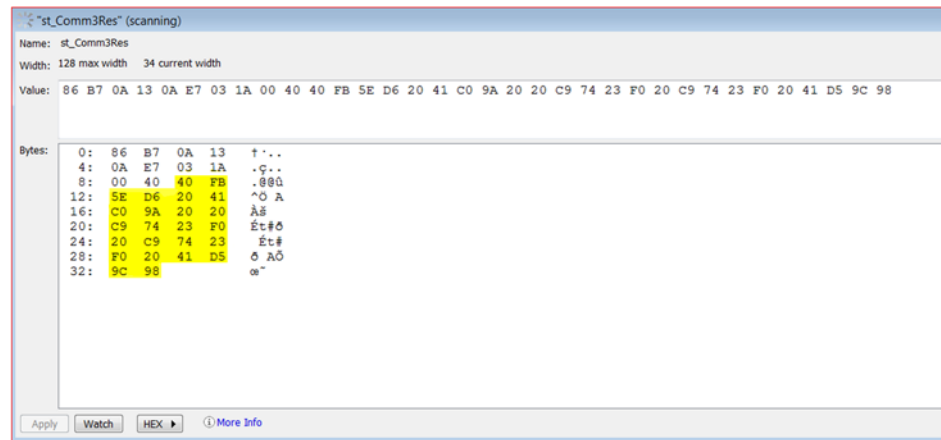 "st_Comm3Res" (scanning)
Name: st_Comm3Res
Width: 128 max width 34 current width
Value: 86 B7 0A 13 0A E7 03 1A 00 40 40 FB 5E D6 20 41 C0 9A 20 20 C9 74 23 F0 20 C9 74 23 F0 20 41 D5 9C 98
Bytes:
0: 86 B7 0A 13 †·..
4: 0A E7 03 1A .ç..
8: 00 40 40 FB .@@û
12: 5E D6 20 41 ^Ö A
16: C0 9A 20 20 Àš
20: C9 74 23 F0 Ét#ð
24: 20 C9 74 23 Ét#
28: F0 20 41 D5 ð AÕ
32: 9C 98 œ˜
Apply Watch HEX More Info